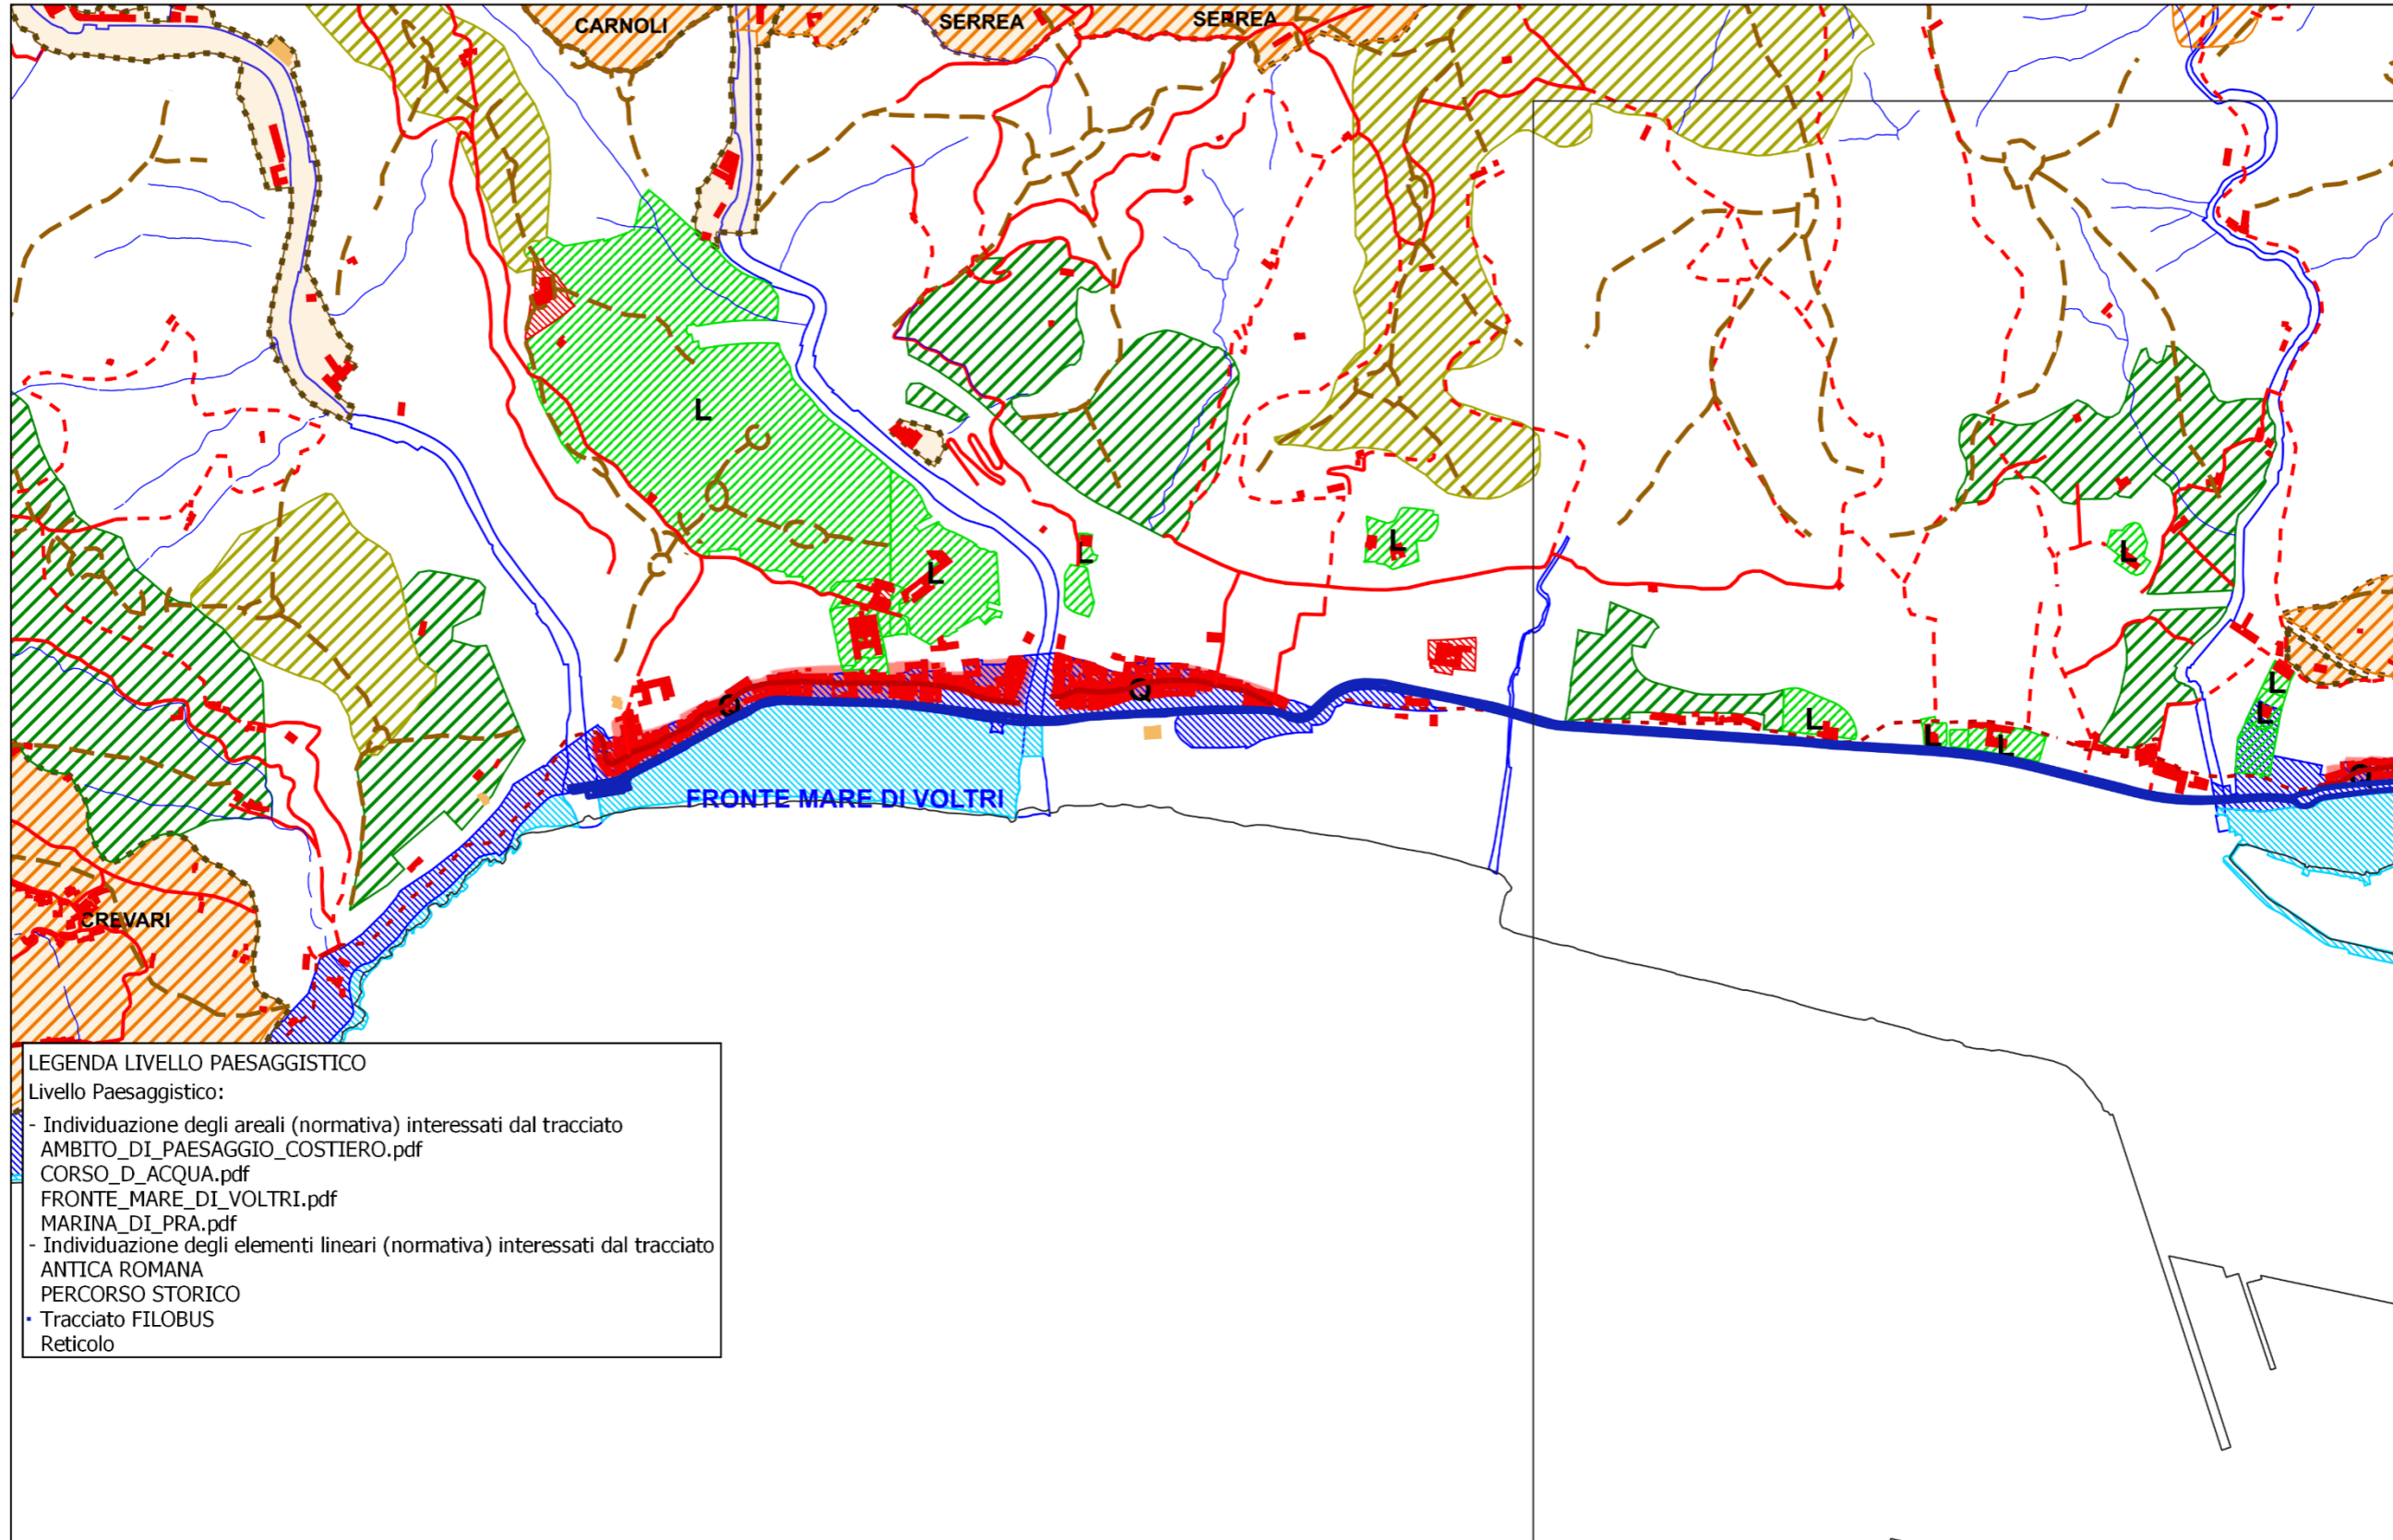 CARNOLI
SERREA
SERREA
L
L
L
L
L
Q
Q
L
L
L
L
L
Q
FRONTE MARE DI VOLTRI
CREVARI
LEGENDA LIVELLO PAESAGGISTICO
Livello Paesaggistico:
- Individuazione degli areali (normativa) interessati dal tracciato
AMBITO_DI_PAESAGGIO_COSTIERO.pdf
CORSO_D_ACQUA.pdf
FRONTE_MARE_DI_VOLTRI.pdf
MARINA_DI_PRA.pdf
- Individuazione degli elementi lineari (normativa) interessati dal tracciato
ANTICA ROMANA
PERCORSO STORICO
Tracciato FILOBUS
Reticolo